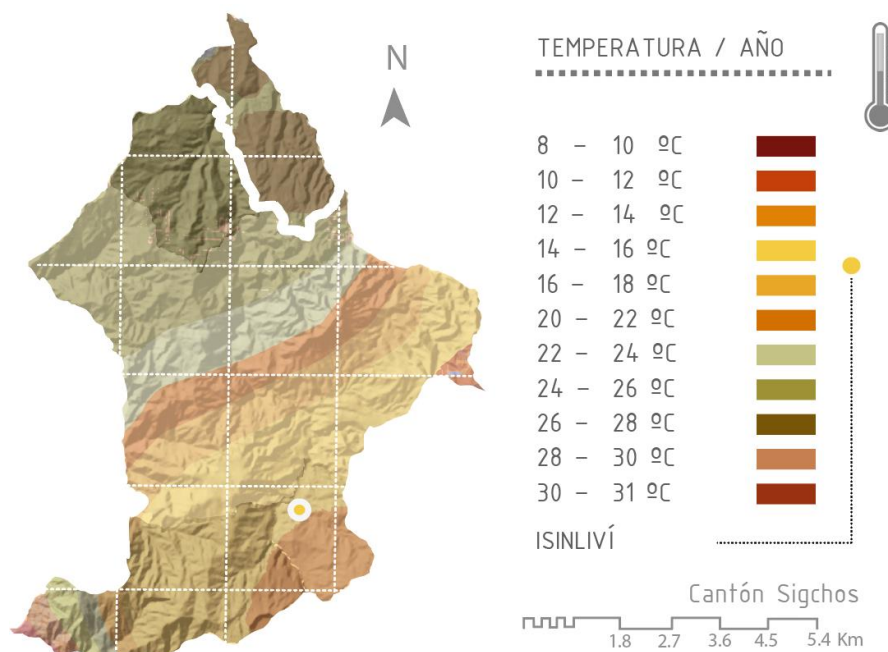 N
TEMPERATURA / AÑO
8 – 10 ºC
10 – 12 ºC
12 – 14 ºC
14 – 16 ºC
16 – 18 ºC
20 – 22 ºC
22 – 24 ºC
24 – 26 ºC
26 – 28 ºC
28 – 30 ºC
30 – 31 ºC
ISINLIVÍ
Cantón Sigchos
1.8 2.7 3.6 4.5 5.4 Km